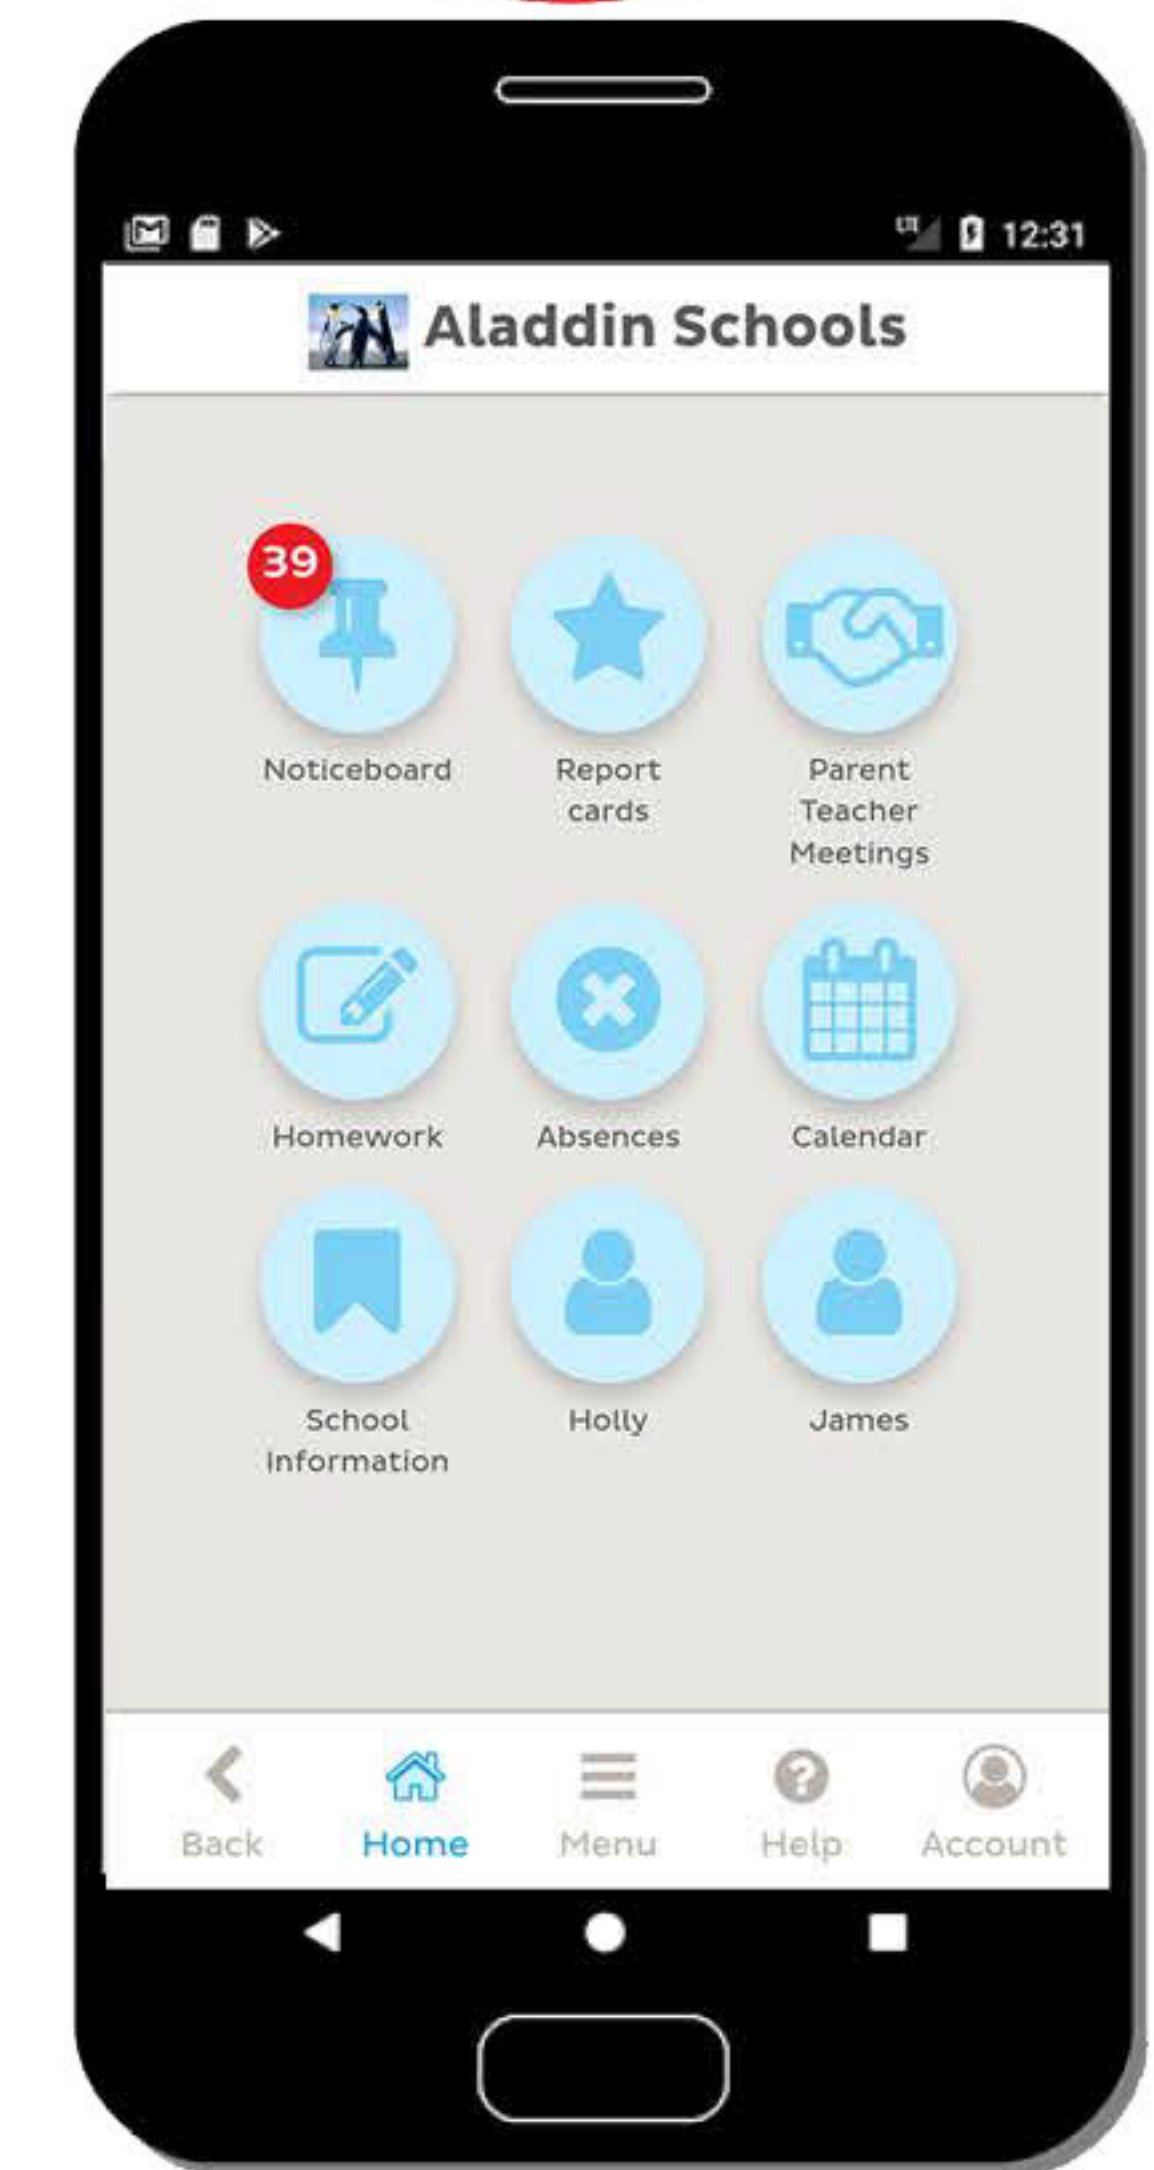 LTE 12:31
Aladdin Schools
39
Noticeboard
Report
cards
Parent
Teacher
Meetings
Homework
Absences
Calendar
School
Information
Holly
James
Back
Home
Menu
Help
Account